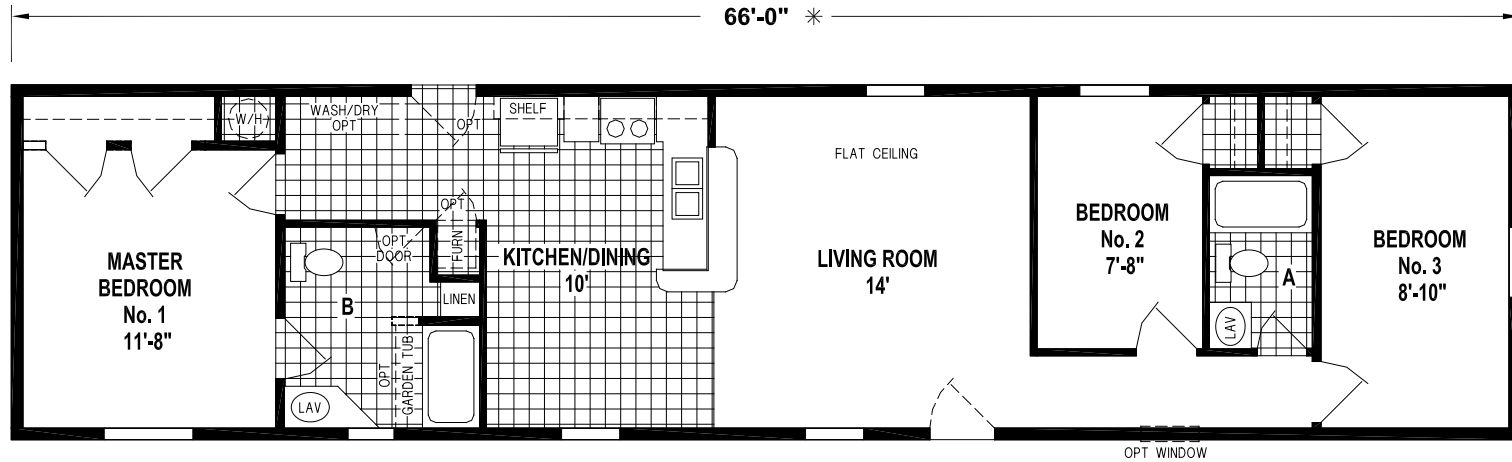 66'-0" ✳
W/H
WASH/DRY
OPT
OPT
SHELF
FLAT CEILING
MASTER
BEDROOM
No. 1
11'-8"
OPT
DOOR
OPT
FURN
KITCHEN/DINING
10'
LIVING ROOM
14'
BEDROOM
No. 2
7'-8"
A
LAV
BEDROOM
No. 3
8'-10"
B
LINEN
OPT
GARDEN TUB
LAV
OPT WINDOW